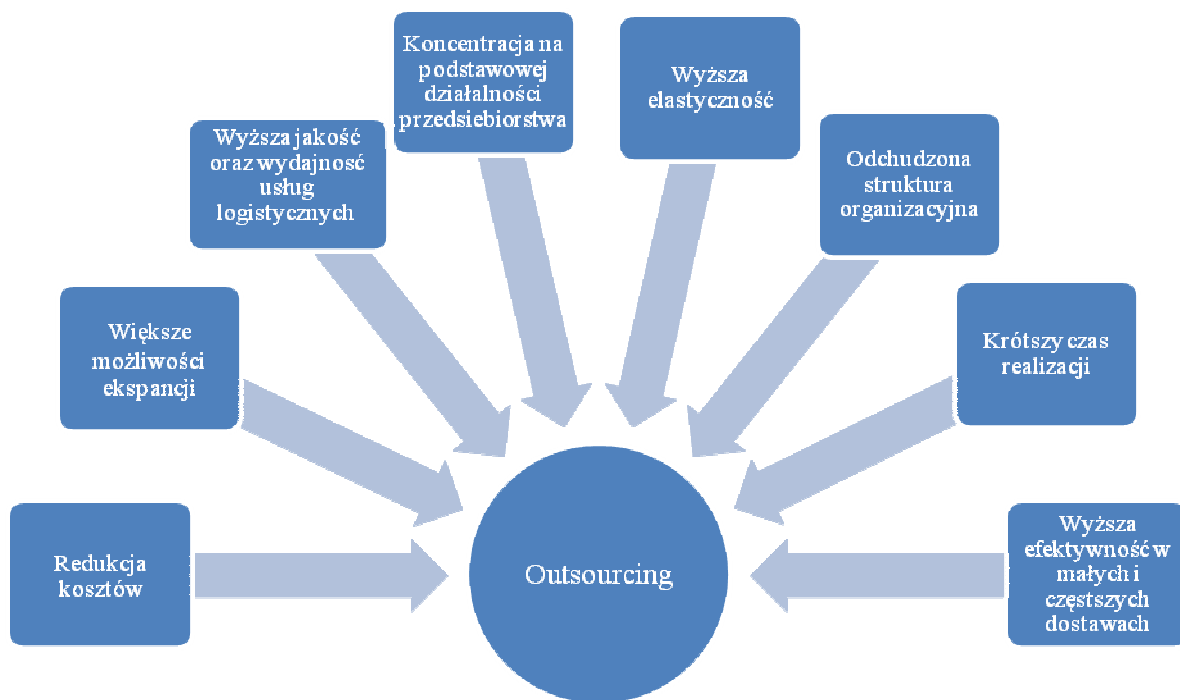 Redukcja
kosztów
Większe
możliwości
ekspancji
Wyższa jakość
oraz wydajność
usług
logistycznych
Koncentracja na
podstawowej
działalności
przedsiebiorstwa
Wyższa
elastyczność
Odchudzona
struktura
organizacyjna
Krótszy czas
realizacji
Wyższa
efektywność w
małych i
częstszych
dostawach
Outsourcing